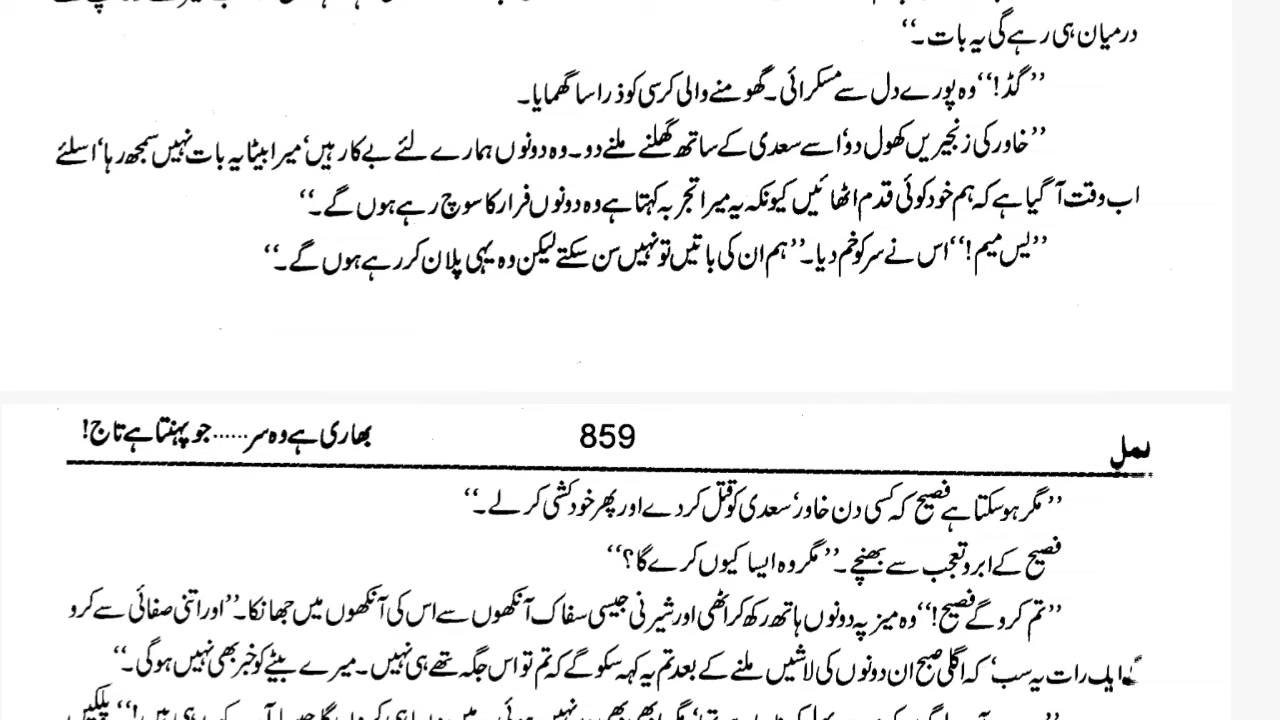 درمیان ہی رہے گی یہ بات۔‘‘
’’گڈ!‘‘ وہ پورے دل سے مسکرائی۔ گھومنے والی کرسی کو ذرا سا گھمایا۔
’’خاور کی زنجیریں کھول دو‘ اسے سعدی کے ساتھ گھلنے ملنے دو۔ وہ دونوں ہمارے لئے بے کار ہیں‘ میرا بیٹا یہ بات نہیں سمجھ رہا‘ اسلئے
اب وقت آ گیا ہے کہ ہم خود کوئی قدم اٹھائیں کیونکہ یہ میرا تجربہ کہتا ہے وہ دونوں فرار کا سوچ رہے ہوں گے۔‘‘
’’یس میم!‘‘ اس نے سر کو خم دیا۔ ’’ہم ان کی باتیں تو نہیں سن سکتے لیکن وہ یہی پلان کر رہے ہوں گے۔‘‘
نمل 859 بھاری ہے وہ سر...... جو پہنتا ہے تاج!
’’مگر ہو سکتا ہے فصیح کہ کسی دن خاور‘ سعدی کو قتل کر دے اور پھر خودکشی کر لے۔‘‘
فصیح کے ابرو تعجب سے بھنچے۔ ’’مگر وہ ایسا کیوں کرے گا؟‘‘
’’تم کرو گے فصیح!‘‘ وہ میز پہ دونوں ہاتھ رکھ کر اٹھی اور شیرنی جیسی سفاک آنکھوں سے اس کی آنکھوں میں جھانکا۔ ’’اور اتنی صفائی سے کرو
گے ایک رات یہ سب‘ کہ اگلی صبح ان دونوں کی لاشیں ملنے کے بعد تم یہ کہہ سکو گے کہ تم تو اس جگہ تھے ہی نہیں۔ میرے بیٹے کو خبر بھی نہیں ہوگی۔‘‘